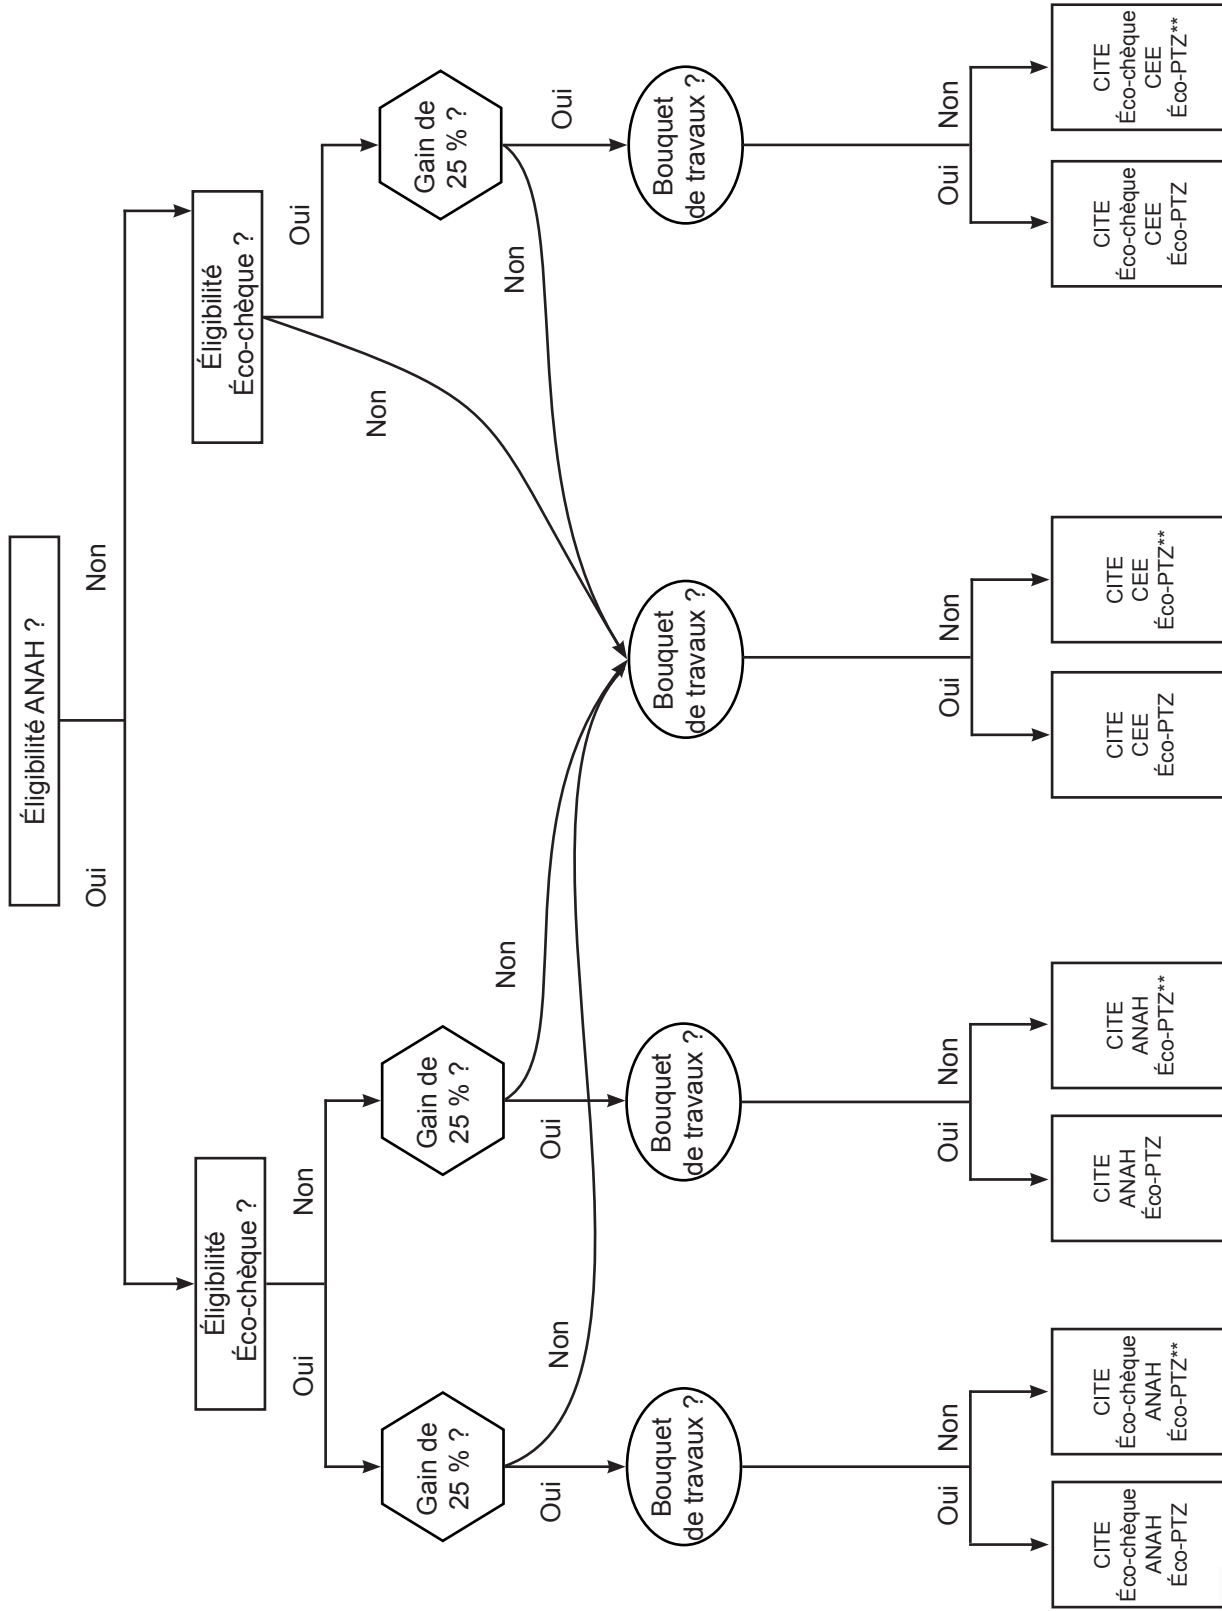 Éligibilité ANAH ?
Oui
Non
Éligibilité
Éco-chèque ?
Éligibilité
Éco-chèque ?
Oui
Non
Non
Oui
Gain de
25 % ?
Gain de
25 % ?
Gain de
25 % ?
Oui
Non
Oui
Non
Non
Oui
Bouquet
de travaux ?
Bouquet
de travaux ?
Bouquet
de travaux ?
Bouquet
de travaux ?
Oui
Non
Oui
Non
Oui
Non
Oui
Non
CITE
Éco-chèque
ANAH
Éco-PTZ
CITE
Éco-chèque
ANAH
Éco-PTZ**
CITE
ANAH
Éco-PTZ
CITE
ANAH
Éco-PTZ**
CITE
CEE
Éco-PTZ
CITE
CEE
Éco-PTZ**
CITE
Éco-chèque
CEE
Éco-PTZ
CITE
Éco-chèque
CEE
Éco-PTZ**